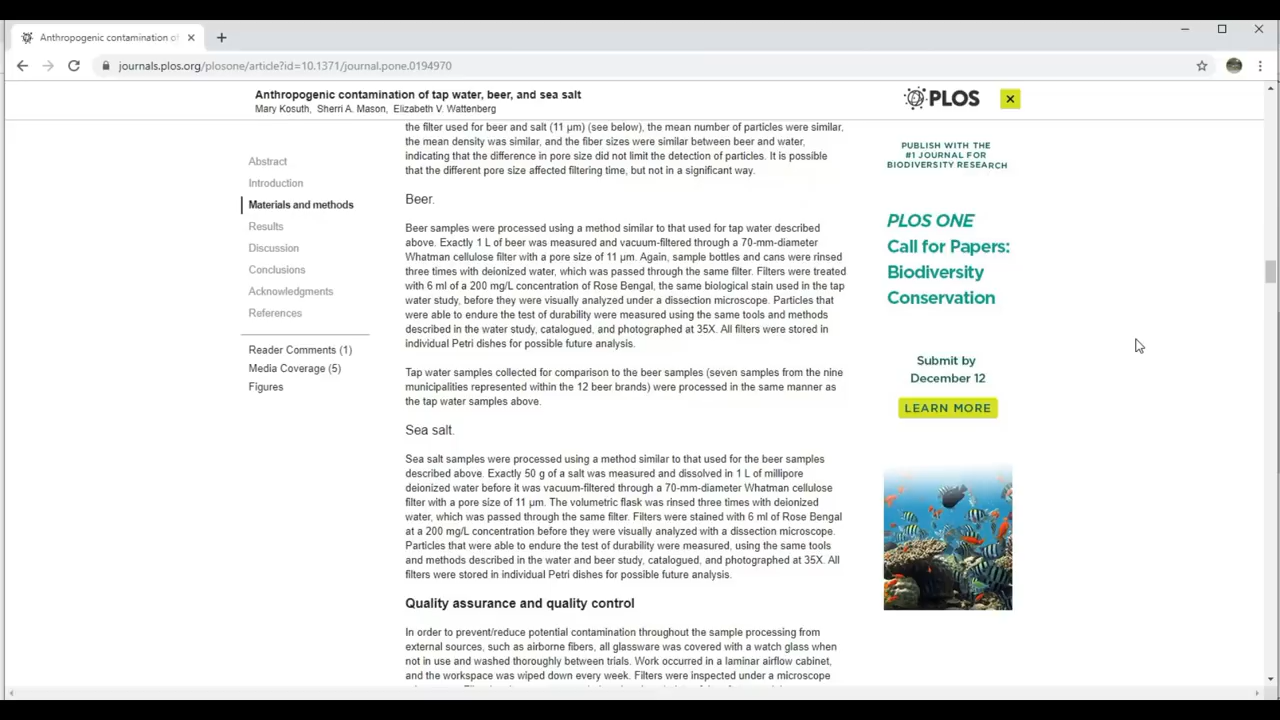 Anthropogenic contamination of
journals.plos.org/plosone/article?id=10.1371/journal.pone.0194970
Anthropogenic contamination of tap water, beer, and sea salt
Mary Kosuth, Sherri A. Mason, Elizabeth V. Wattenberg
PLOS
Abstract
Introduction
Materials and methods
Results
Discussion
Conclusions
Acknowledgments
References
Reader Comments (1)
Media Coverage (5)
Figures
the filter used for beer and salt (11 μm) (see below), the mean number of particles were similar,
the mean density was similar, and the fiber sizes were similar between beer and water,
indicating that the difference in pore size did not limit the detection of particles. It is possible
that the different pore size affected filtering time, but not in a significant way.
Beer.
Beer samples were processed using a method similar to that used for tap water described
above. Exactly 1 L of beer was measured and vacuum-filtered through a 70-mm-diameter
Whatman cellulose filter with a pore size of 11 μm. Again, sample bottles and cans were rinsed
three times with deionized water, which was passed through the same filter. Filters were treated
with 6 ml of a 200 mg/L concentration of Rose Bengal, the same biological stain used in the tap
water study, before they were visually analyzed under a dissection microscope. Particles that
were able to endure the test of durability were measured using the same tools and methods
described in the water study, catalogued, and photographed at 35X. All filters were stored in
individual Petri dishes for possible future analysis.
Tap water samples collected for comparison to the beer samples (seven samples from the nine
municipalities represented within the 12 beer brands) were processed in the same manner as
the tap water samples above.
Sea salt.
Sea salt samples were processed using a method similar to that used for the beer samples
described above. Exactly 50 g of a salt was measured and dissolved in 1 L of millipore
deionized water before it was vacuum-filtered through a 70-mm-diameter Whatman cellulose
filter with a pore size of 11 μm. The volumetric flask was rinsed three times with deionized
water, which was passed through the same filter. Filters were stained with 6 ml of Rose Bengal
at a 200 mg/L concentration before they were visually analyzed with a dissection microscope.
Particles that were able to endure the test of durability were measured, using the same tools
and methods described in the water and beer study, catalogued, and photographed at 35X. All
filters were stored in individual Petri dishes for possible future analysis.
Quality assurance and quality control
In order to prevent/reduce potential contamination throughout the sample processing from
external sources, such as airborne fibers, all glassware was covered with a watch glass when
not in use and washed thoroughly between trials. Work occurred in a laminar airflow cabinet,
and the workspace was wiped down every week. Filters were inspected under a microscope
PUBLISH WITH THE
#1 JOURNAL FOR
BIODIVERSITY RESEARCH
PLOS ONE
Call for Papers:
Biodiversity
Conservation
Submit by
December 12
LEARN MORE